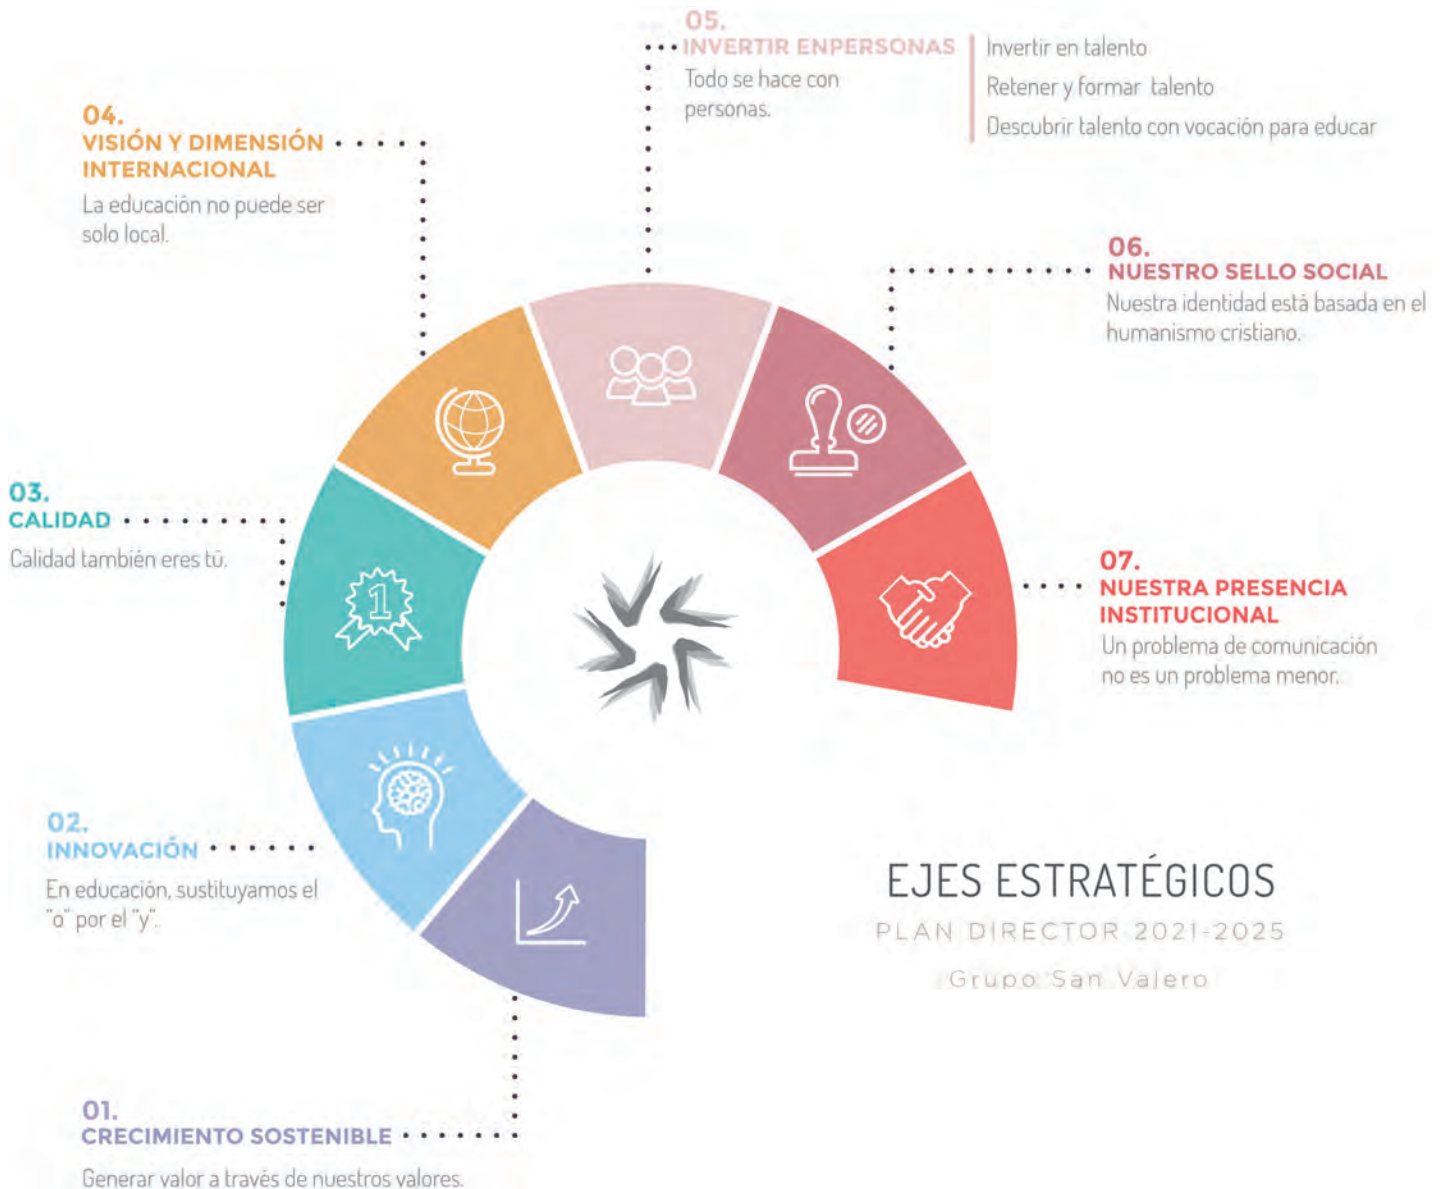 05.
INVERTIR ENPERSONAS
Todo se hace con
personas.
Invertir en talento
Retener y formar talento
Descubrir talento con vocación para educar
04.
VISIÓN Y DIMENSIÓN
INTERNACIONAL
La educación no puede ser
solo local.
06.
NUESTRO SELLO SOCIAL
Nuestra identidad está basada en el
humanismo cristiano.
03.
CALIDAD
Calidad también eres tú.
1
07.
NUESTRA PRESENCIA
INSTITUCIONAL
Un problema de comunicación
no es un problema menor.
02.
INNOVACIÓN
En educación, sustituyamos el
"o" por el "y".
EJES ESTRATÉGICOS
PLAN DIRECTOR 2021-2025
Grupo San Valero
01.
CRECIMIENTO SOSTENIBLE
Generar valor a través de nuestros valores.